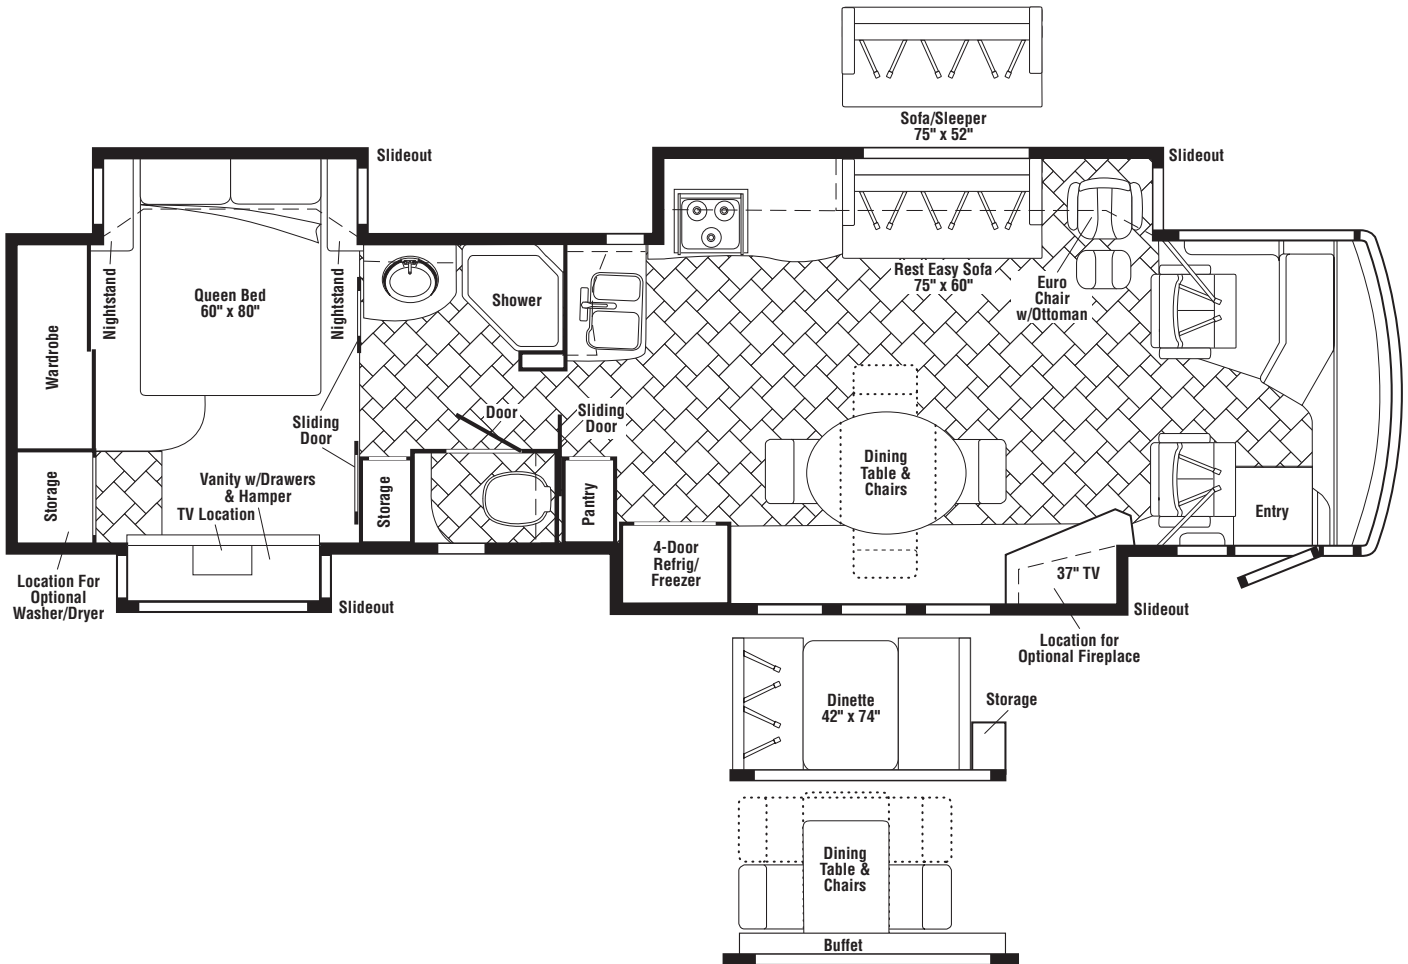 Sofa/Sleeper
75" x 52"
Slideout
Slideout
Nightstand
Queen Bed
60" x 80"
Nightstand
Wardrobe
Shower
Rest Easy Sofa
75" x 60"
Euro
Chair
w/Ottoman
Sliding
Door
Door
Sliding
Door
Dining
Table &
Chairs
Storage
Vanity w/Drawers
& Hamper
TV Location
Storage
Pantry
Entry
4-Door
Refrig/
Freezer
37" TV
Location For
Optional
Washer/Dryer
Slideout
Slideout
Location for
Optional Fireplace
Dinette
42" x 74"
Storage
Dining
Table &
Chairs
Buffet